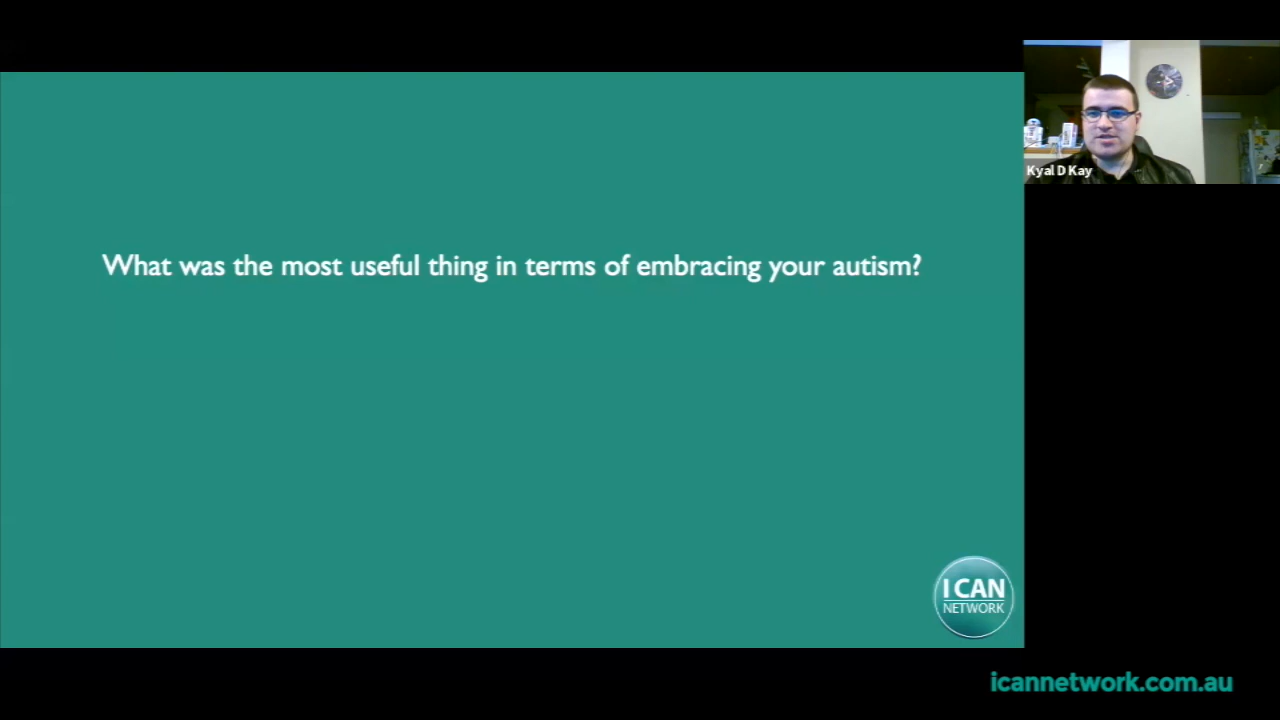 Kyal D Kay
What was the most useful thing in terms of embracing your autism?
I CAN
NETWORK
icannetwork.com.au